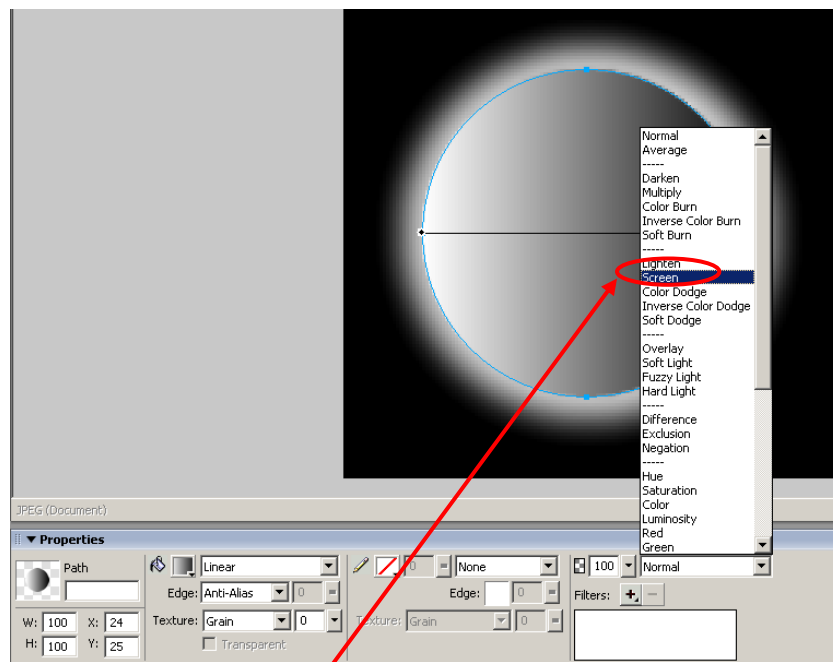 Normal
Average
-----
Darken
Multiply
Color Burn
Inverse Color Burn
Soft Burn
-----
Lighten
Screen
Color Dodge
Inverse Color Dodge
Soft Dodge
-----
Overlay
Soft Light
Fuzzy Light
Hard Light
-----
Difference
Exclusion
Negation
-----
Hue
Saturation
Color
Luminosity
Red
Green
JPEG (Document)
Properties
Path Linear 0 None 100 Normal
Edge: Anti-Alias 0 Edge: 0 Filters: + -
W: 100 X: 24 Texture: Grain 0 Texture: Grain 0
H: 100 Y: 25 Transparent